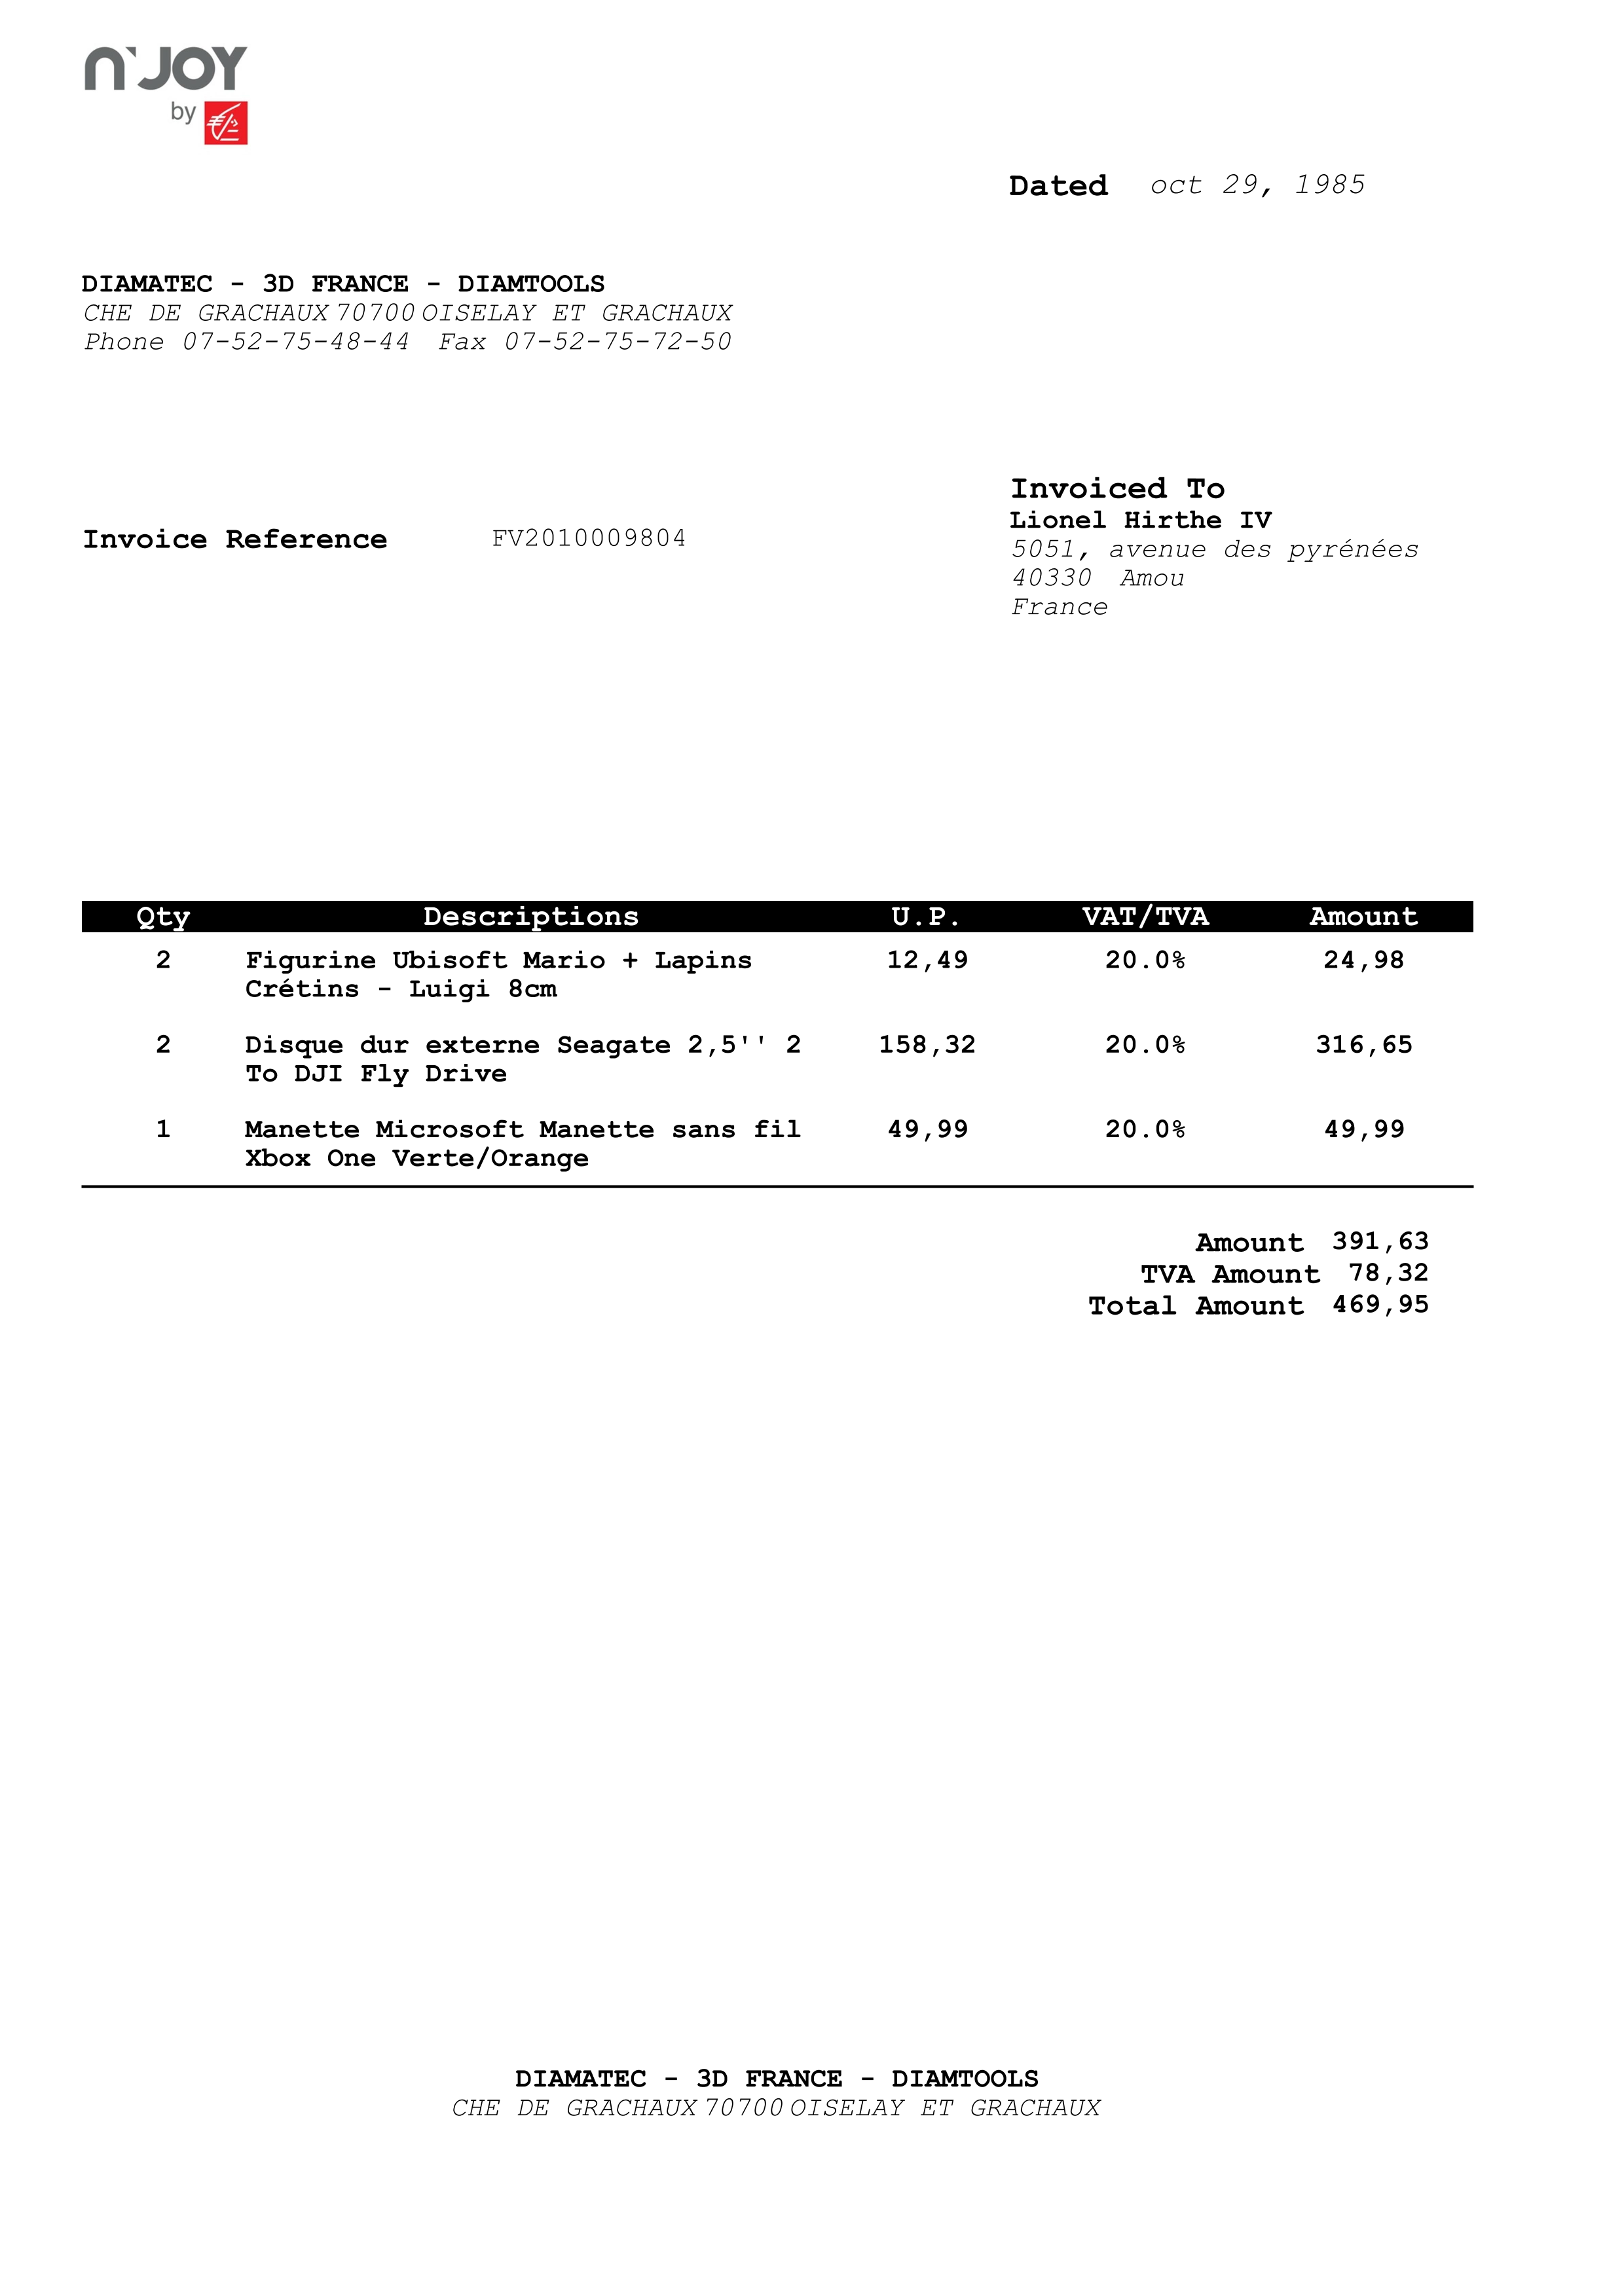 n'JOY
by
Dated oct 29, 1985
DIAMATEC - 3D FRANCE - DIAMTOOLS
CHE DE GRACHAUX 70700 OISELAY ET GRACHAUX
Phone 07-52-75-48-44 Fax 07-52-75-72-50
Invoiced To
Lionel Hirthe IV
Invoice Reference FV2010009804
5051, avenue des pyrénées
40330 Amou
France
Qty Descriptions U.P. VAT/TVA Amount
2 Figurine Ubisoft Mario + Lapins 12,49 20.0% 24,98
Crétins - Luigi 8cm
2 Disque dur externe Seagate 2,5'' 2 158,32 20.0% 316,65
To DJI Fly Drive
1 Manette Microsoft Manette sans fil 49,99 20.0% 49,99
Xbox One Verte/Orange
Amount 391,63
TVA Amount 78,32
Total Amount 469,95
DIAMATEC - 3D FRANCE - DIAMTOOLS
CHE DE GRACHAUX 70700 OISELAY ET GRACHAUX